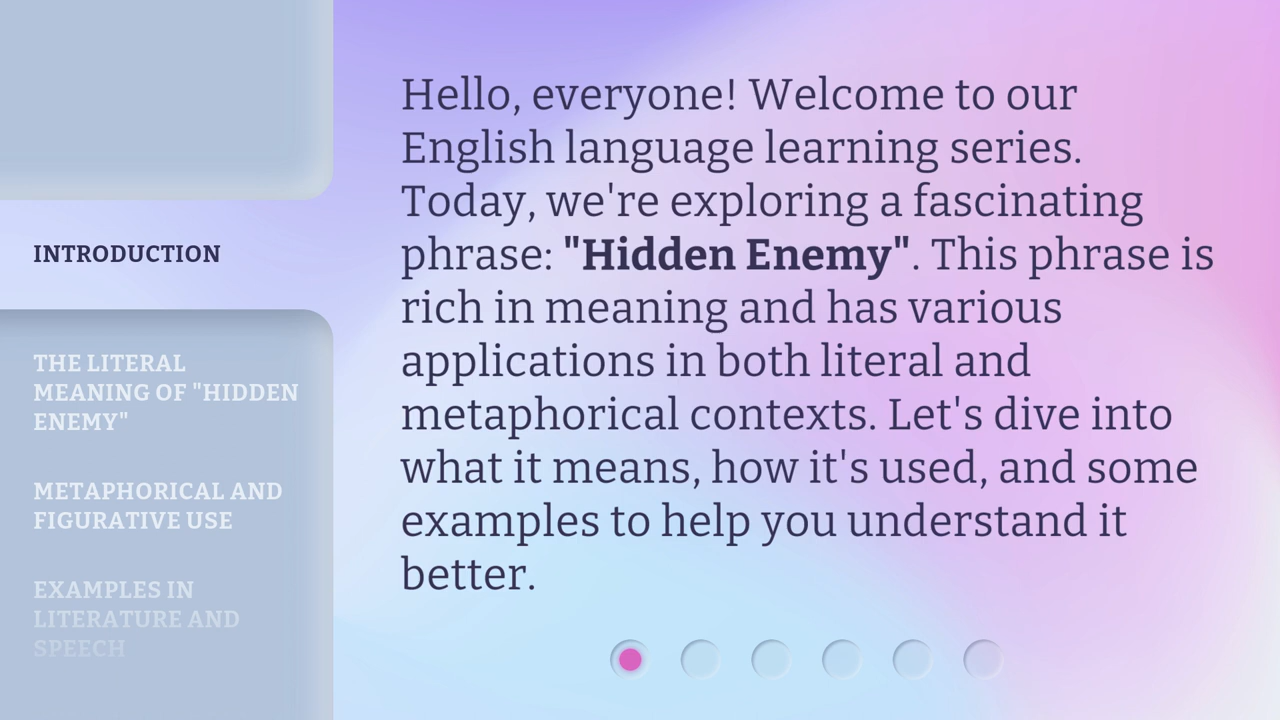 INTRODUCTION
THE LITERAL
MEANING OF "HIDDEN
ENEMY"
METAPHORICAL AND
FIGURATIVE USE
EXAMPLES IN
LITERATURE AND
SPEECH
Hello, everyone! Welcome to our
English language learning series.
Today, we're exploring a fascinating
phrase: "Hidden Enemy". This phrase is
rich in meaning and has various
applications in both literal and
metaphorical contexts. Let's dive into
what it means, how it's used, and some
examples to help you understand it
better.